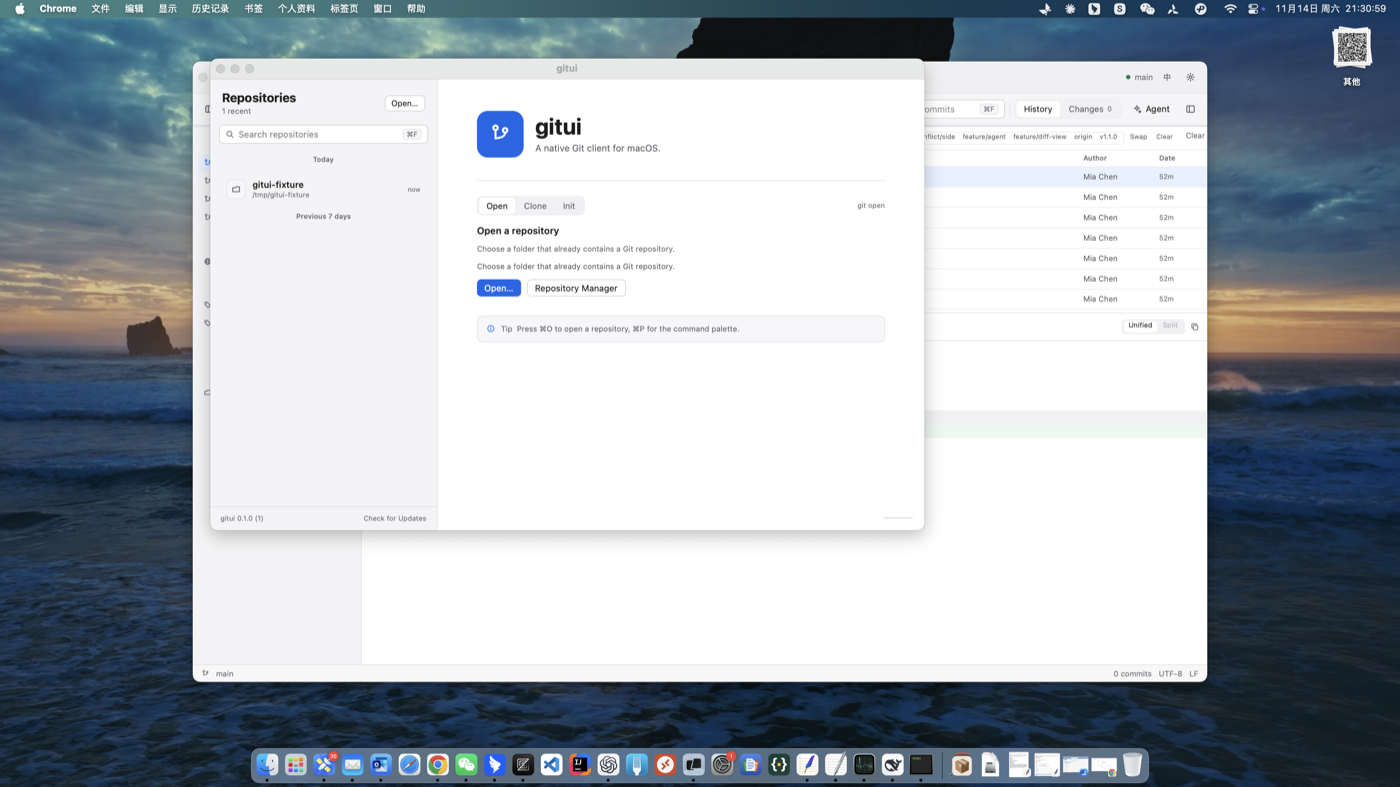 Chrome 文件 编辑 显示 历史记录 书签 个人资料 标签页 窗口 帮助 11月14日 周六 21:30:59
其他
gitui
Repositories
1 recent
Open...
Search repositories ⌘F
Today
gitui-fixture
/tmp/gitui-fixture
now
Previous 7 days
gitui 0.1.0 (1) Check for Updates
gitui
A native Git client for macOS.
Open Clone Init git open
Open a repository
Choose a folder that already contains a Git repository.
Choose a folder that already contains a Git repository.
Open... Repository Manager
Tip Press ⌘O to open a repository, ⌘P for the command palette.
main 中
ommits ⌘F History Changes 0 Agent
nflict/side feature/agent feature/diff-view origin v1.1.0 Swap Clear Clear
Author Date
Mia Chen 52m
Mia Chen 52m
Mia Chen 52m
Mia Chen 52m
Mia Chen 52m
Mia Chen 52m
Mia Chen 52m
Unified Split
main 0 commits UTF-8 LF